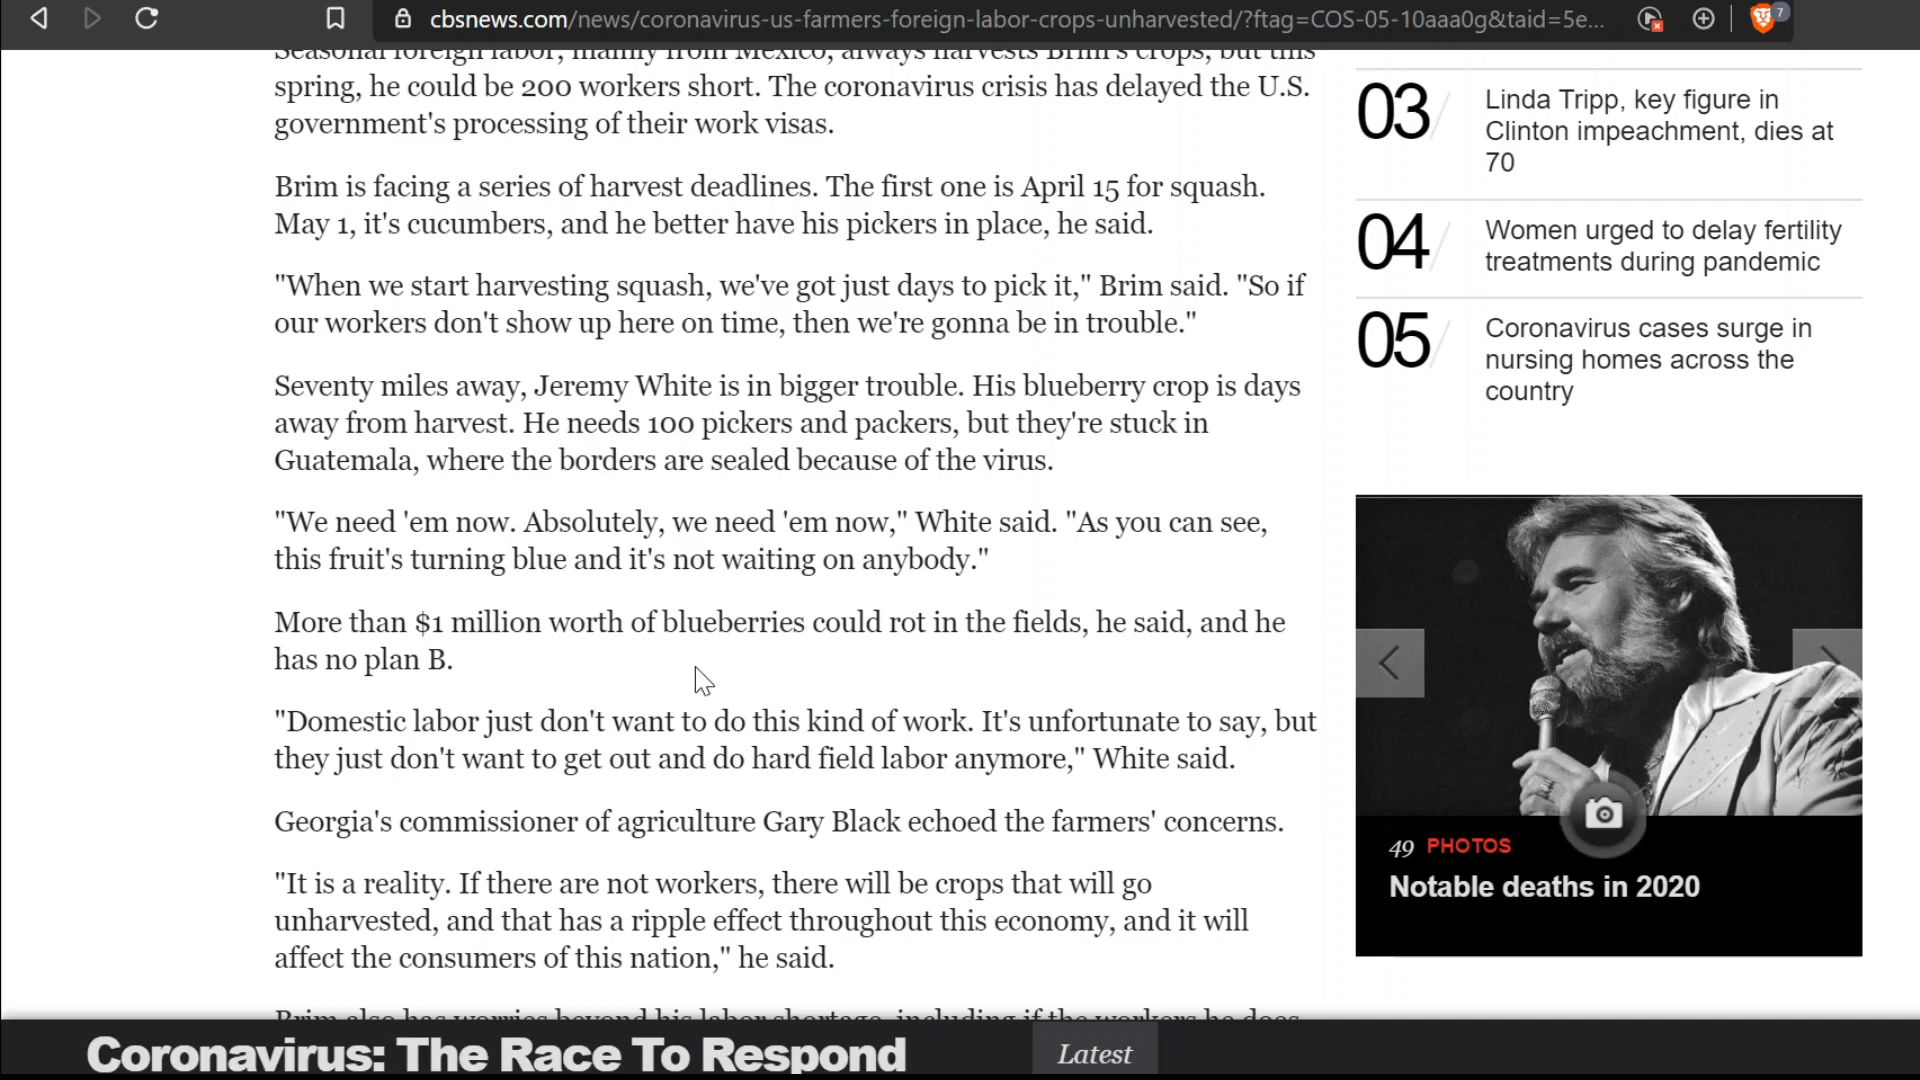 cbsnews.com/news/coronavirus-us-farmers-foreign-labor-crops-unharvested/?ftag=COS-05-10aaa0g&taid=5e...
7
Seasonal foreign labor, mainly from Mexico, always harvests Brim's crops, but this
spring, he could be 200 workers short. The coronavirus crisis has delayed the U.S.
government's processing of their work visas.
Brim is facing a series of harvest deadlines. The first one is April 15 for squash.
May 1, it's cucumbers, and he better have his pickers in place, he said.
"When we start harvesting squash, we've got just days to pick it," Brim said. "So if
our workers don't show up here on time, then we're gonna be in trouble."
Seventy miles away, Jeremy White is in bigger trouble. His blueberry crop is days
away from harvest. He needs 100 pickers and packers, but they're stuck in
Guatemala, where the borders are sealed because of the virus.
"We need 'em now. Absolutely, we need 'em now," White said. "As you can see,
this fruit's turning blue and it's not waiting on anybody."
More than $1 million worth of blueberries could rot in the fields, he said, and he
has no plan B.
"Domestic labor just don't want to do this kind of work. It's unfortunate to say, but
they just don't want to get out and do hard field labor anymore," White said.
Georgia's commissioner of agriculture Gary Black echoed the farmers' concerns.
"It is a reality. If there are not workers, there will be crops that will go
unharvested, and that has a ripple effect throughout this economy, and it will
affect the consumers of this nation," he said.
Brim also has worries beyond his labor shortage, including if the workers he does
03/ Linda Tripp, key figure in
Clinton impeachment, dies at
70
04/ Women urged to delay fertility
treatments during pandemic
05/ Coronavirus cases surge in
nursing homes across the
country
49 PHOTOS
Notable deaths in 2020
Coronavirus: The Race To Respond
Latest